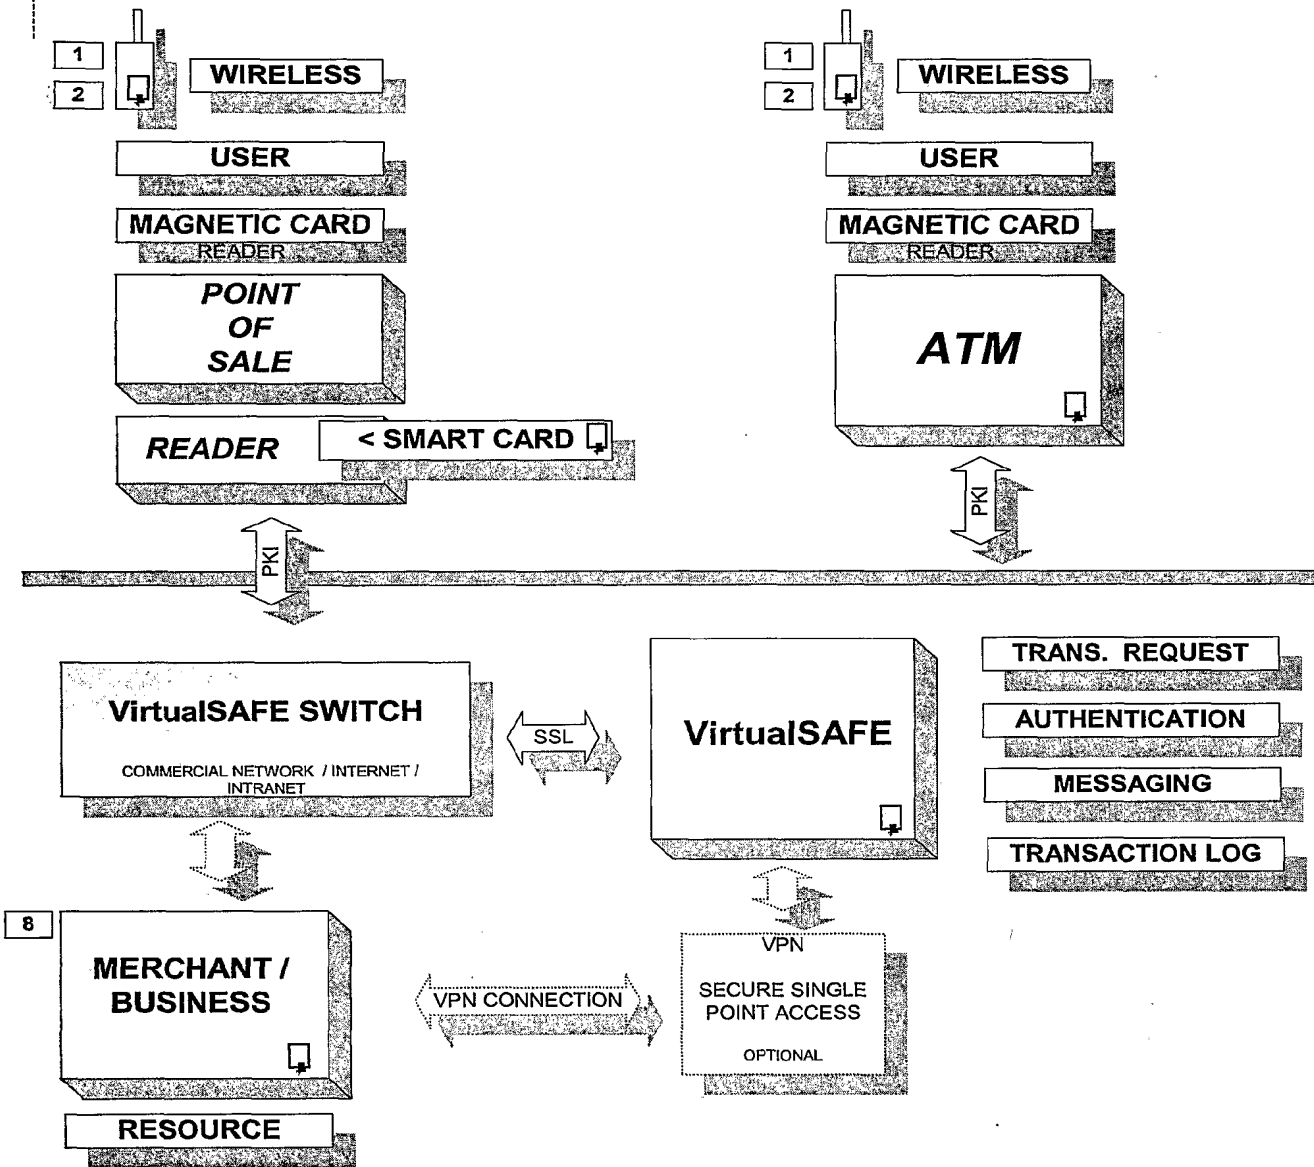 1
2
WIRELESS
USER
MAGNETIC CARD
READER
POINT
OF
SALE
READER
< SMART CARD
PKI
1
2
WIRELESS
USER
MAGNETIC CARD
READER
ATM
PKI
VirtualSAFE SWITCH
COMMERCIAL NETWORK / INTERNET /
INTRANET
SSL
VirtualSAFE
TRANS. REQUEST
AUTHENTICATION
MESSAGING
TRANSACTION LOG
8
MERCHANT /
BUSINESS
RESOURCE
VPN CONNECTION
VPN
SECURE SINGLE
POINT ACCESS
OPTIONAL